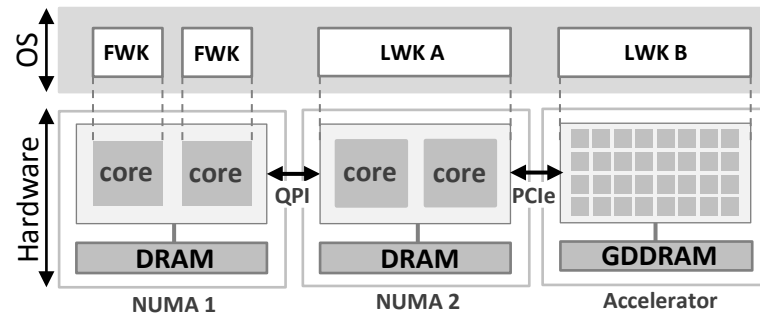 OS
FWK
FWK
LWK A
LWK B
Hardware
core
core
QPI
core
core
PCIe
DRAM
DRAM
GDDRAM
NUMA 1
NUMA 2
Accelerator